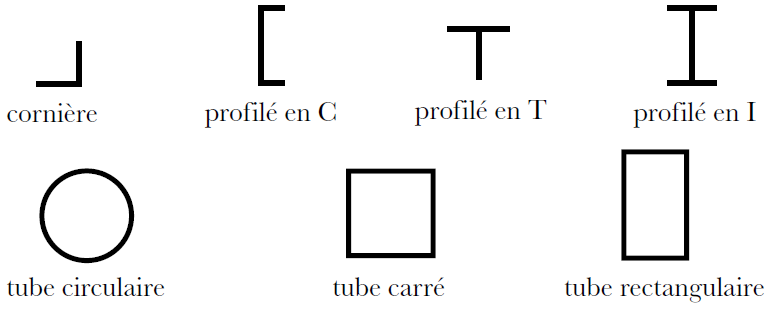 cornière
profilé en C
profilé en T
profilé en I
tube circulaire
tube carré
tube rectangulaire